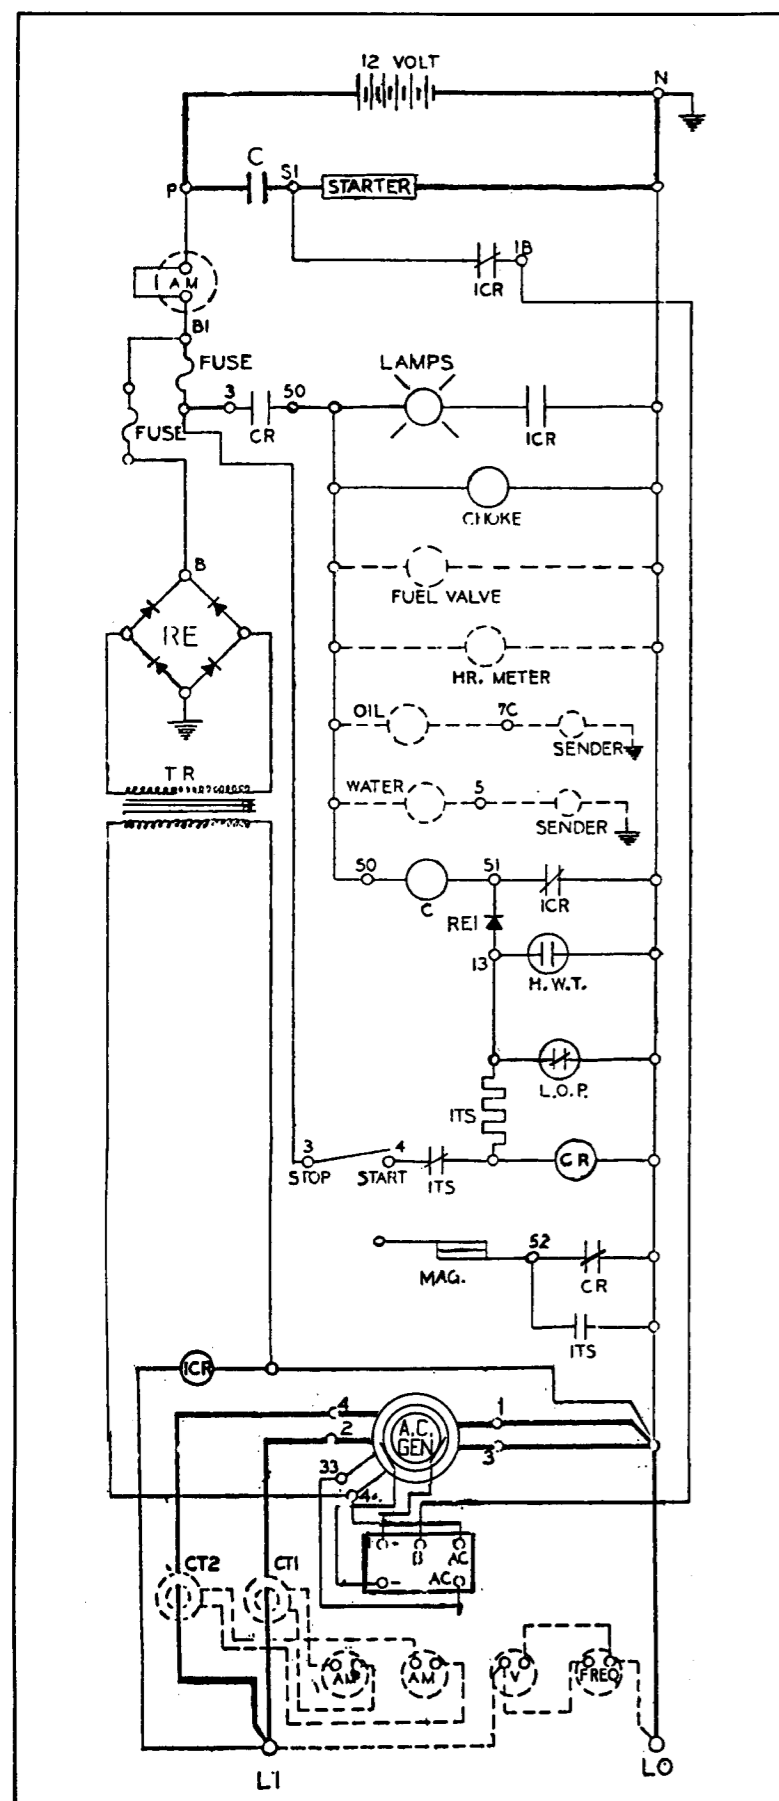 12 VOLT
N
C
S1
P
STARTER
1B
ICR
AM
B1
FUSE
LAMPS
3
50
FUSE
CR
ICR
CHOKE
B
FUEL VALVE
RE
HR. METER
OIL
7C
SENDER
TR
WATER
5
SENDER
50
51
C
ICR
RE1
13
H.W.T.
L.O.P.
ITS
3
4
CR
STOP
START
ITS
52
MAG.
CR
ITS
ICR
4
1
A.C.
GEN
2
3
33
4
+
B
AC
CT2
CT1
-
AC
AM
AM
V
FREQ
L1
LO